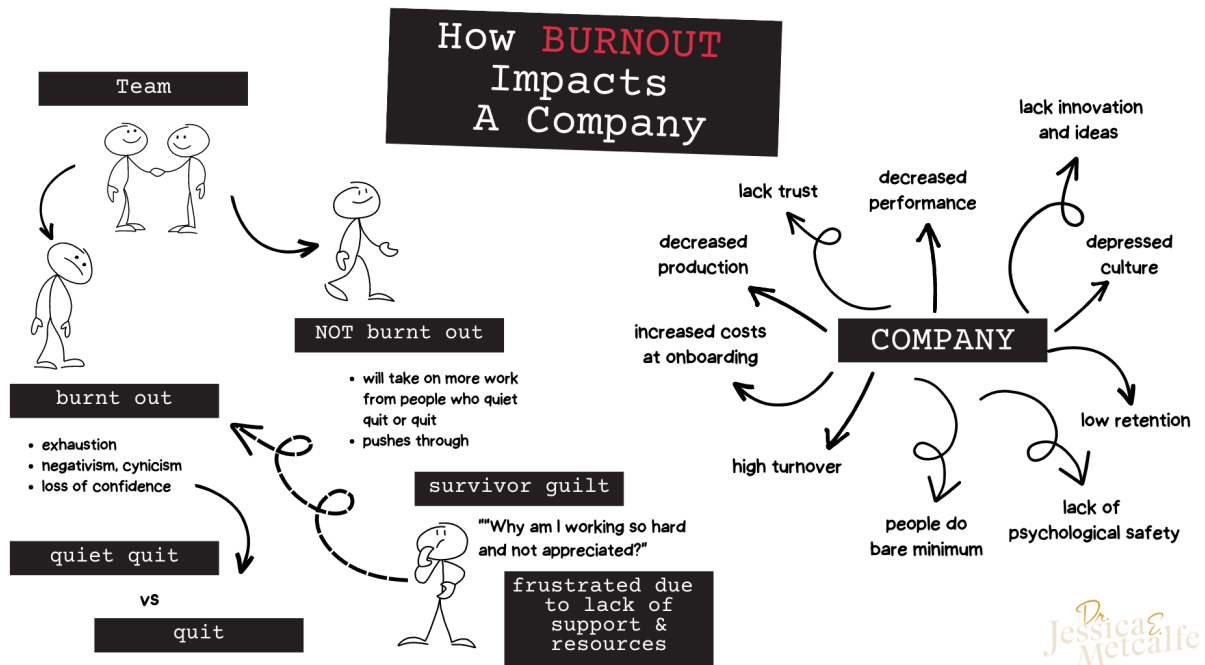 How BURNOUT
Impacts
A Company
Team
NOT burnt out
• will take on more work
from people who quiet
quit or quit
• pushes through
burnt out
• exhaustion
• negativism, cynicism
• loss of confidence
quiet quit
vs
quit
survivor guilt
""Why am I working so hard
and not appreciated?"
frustrated due
to lack of
support &
resources
lack innovation
and ideas
lack trust
decreased
performance
decreased
production
depressed
culture
increased costs
at onboarding
COMPANY
low retention
high turnover
people do
bare minimum
lack of
psychological safety
Dr.
Jessica E.
Metcalfe